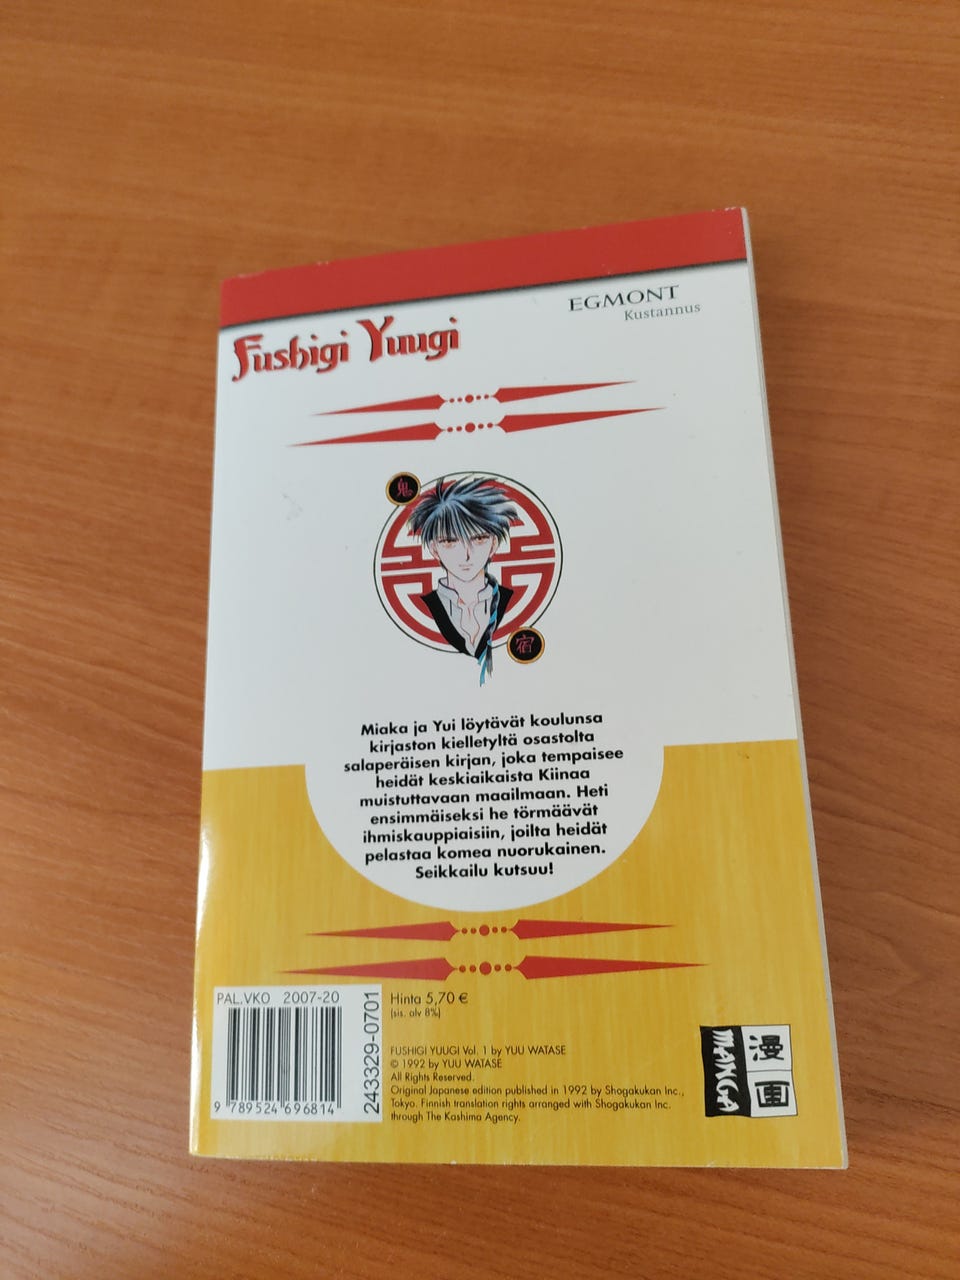 EGMONT
Kustannus
Fushigi Yuugi
鬼
宿
Miaka ja Yui löytävät koulunsa
kirjaston kielletyltä osastolta
salaperäisen kirjan, joka tempaisee
heidät keskiaikaista Kiinaa
muistuttavaan maailmaan. Heti
ensimmäiseksi he törmäävät
ihmiskauppiaisiin, joilta heidät
pelastaa komea nuorukainen.
Seikkailu kutsuu!
PAL.VKO 2007-20
9 789524 696814
243329-0701
Hinta 5,70 €
(sis. alv 8%)
FUSHIGI YUUGI Vol. 1 by YUU WATASE
© 1992 by YUU WATASE
All Rights Reserved.
Original Japanese edition published in 1992 by Shogakukan Inc.,
Tokyo. Finnish translation rights arranged with Shogakukan Inc.
through The Kashima Agency.
MANGA
漫画